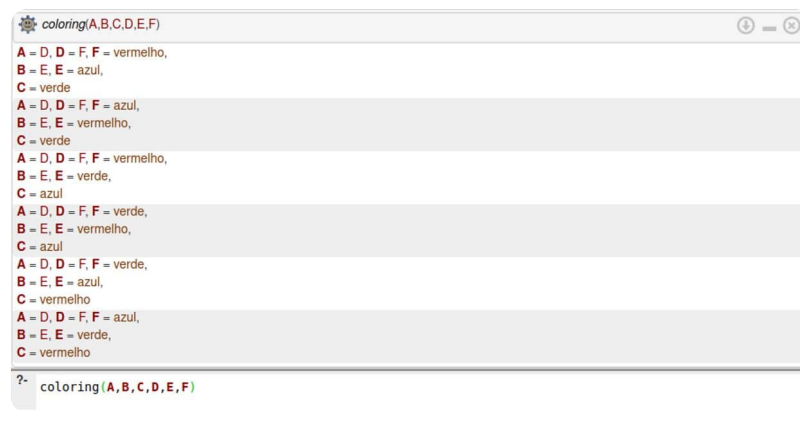 coloring(A,B,C,D,E,F)
A = D, D = F, F = vermelho,
B = E, E = azul,
C = verde
A = D, D = F, F = azul,
B = E, E = vermelho,
C = verde
A = D, D = F, F = vermelho,
B = E, E = verde,
C = azul
A = D, D = F, F = verde,
B = E, E = vermelho,
C = azul
A = D, D = F, F = verde,
B = E, E = azul,
C = vermelho
A = D, D = F, F = azul,
B = E, E = verde,
C = vermelho
?- coloring(A,B,C,D,E,F)